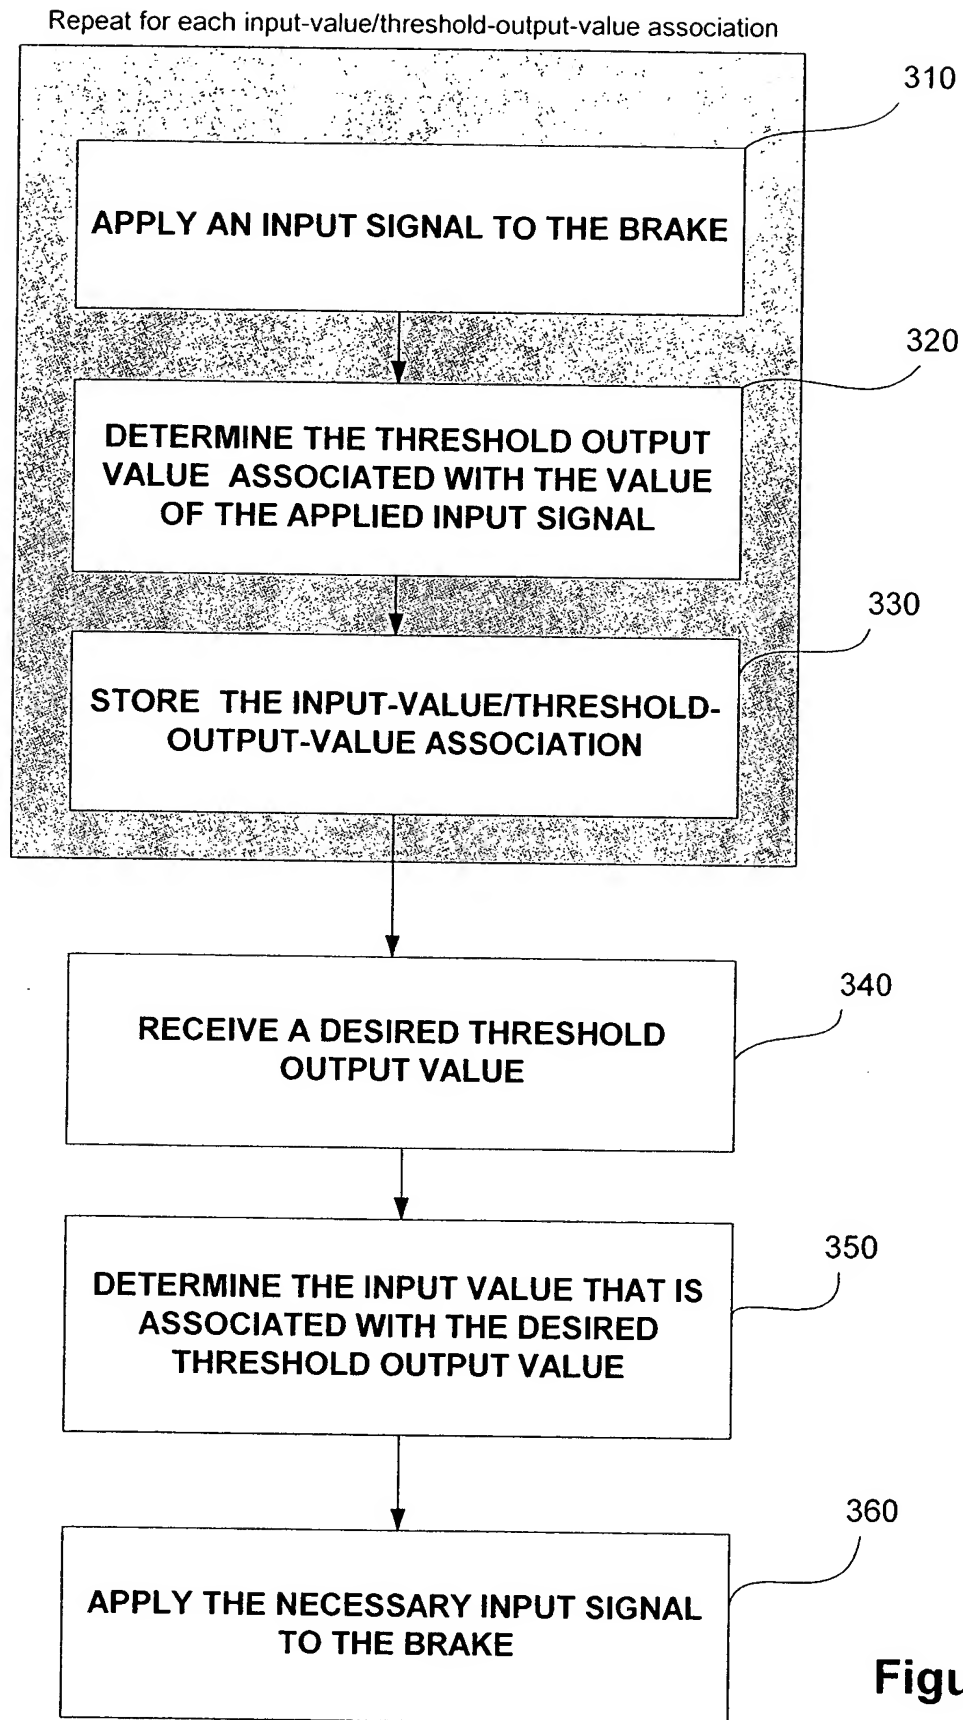 Repeat for each input-value/threshold-output-value association
310
APPLY AN INPUT SIGNAL TO THE BRAKE
320
DETERMINE THE THRESHOLD OUTPUT
VALUE ASSOCIATED WITH THE VALUE
OF THE APPLIED INPUT SIGNAL
330
STORE THE INPUT-VALUE/THRESHOLD-
OUTPUT-VALUE ASSOCIATION
340
RECEIVE A DESIRED THRESHOLD
OUTPUT VALUE
350
DETERMINE THE INPUT VALUE THAT IS
ASSOCIATED WITH THE DESIRED
THRESHOLD OUTPUT VALUE
360
APPLY THE NECESSARY INPUT SIGNAL
TO THE BRAKE